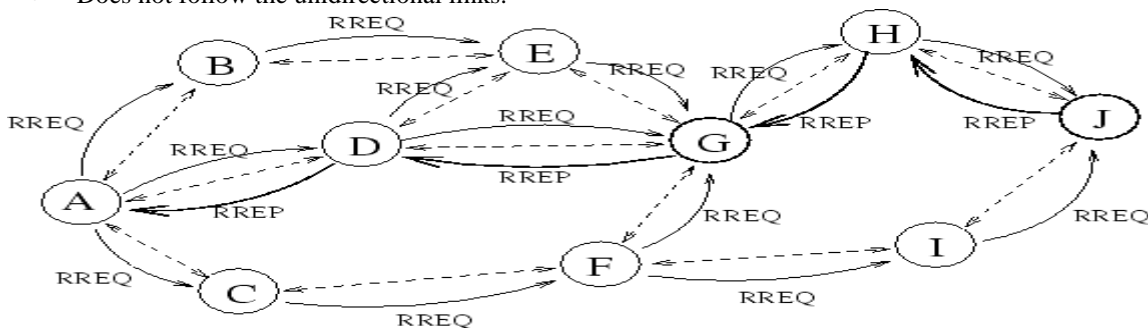 Does not follow the unidirectional links.
RREQ
H
B
E
RREQ
RREQ
RREQ
RREQ
RREQ
RREQ
RREP
RREP
J
D
RREQ
G
RREQ
RREP
A
RREP
RREQ
RREQ
I
F
RREQ
C
RREQ
RREQ